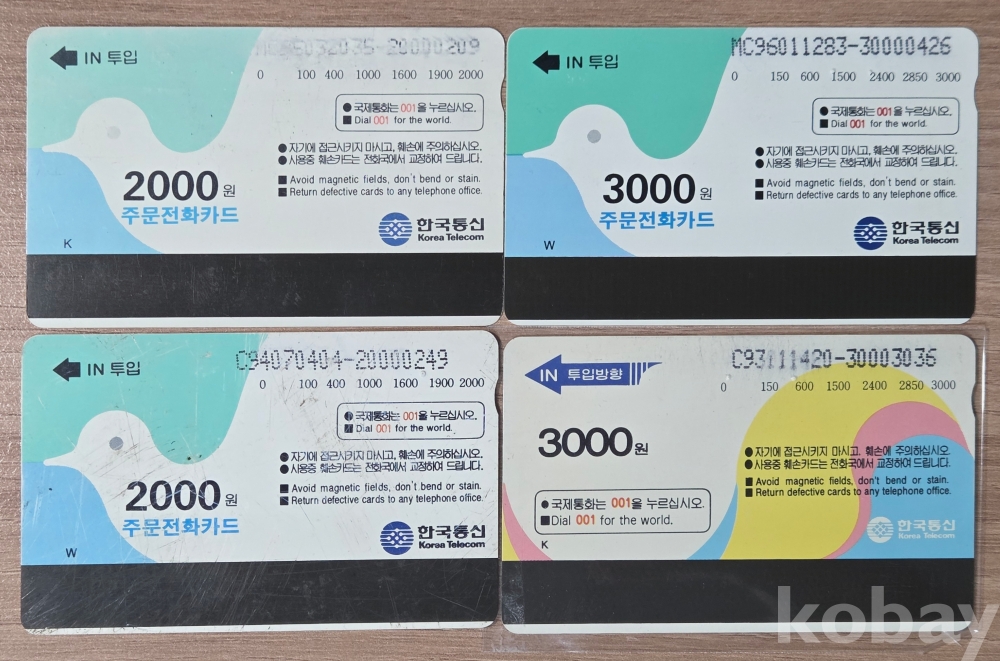 IN 투입
20000209
0 100 400 1000 1600 1900 2000
국제통화는 001을 누르십시오.
Dial 001 for the world.
자기에 접근시키지 마시고, 훼손에 주의하십시오.
사용중 훼손카드는 전화국에서 교정하여 드립니다.
Avoid magnetic fields, don't bend or stain.
Return defective cards to any telephone office.
2000원
주문전화카드
K
한국통신
Korea Telecom
IN 투입
MC96011283-30000426
0 150 600 1500 2400 2850 3000
국제통화는 001을 누르십시오.
Dial 001 for the world.
자기에 접근시키지 마시고, 훼손에 주의하십시오.
사용중 훼손카드는 전화국에서 교정하여 드립니다.
Avoid magnetic fields, don't bend or stain.
Return defective cards to any telephone office.
3000원
주문전화카드
W
한국통신
Korea Telecom
IN 투입
C94070404-20000249
0 100 400 1000 1600 1900 2000
국제통화는 001을 누르십시오.
Dial 001 for the world.
자기에 접근시키지 마시고, 훼손에 주의하십시오.
사용중 훼손카드는 전화국에서 교정하여 드립니다.
Avoid magnetic fields, don't bend or stain.
Return defective cards to any telephone office.
2000원
주문전화카드
W
한국통신
Korea Telecom
IN 투입방향
C93111420-30003036
0 150 600 1500 2400 2850 3000
3000원
자기에 접근시키지 마시고, 훼손에 주의하십시오.
사용중 훼손카드는 전화국에서 교정하여 드립니다.
Avoid magnetic fields, don't bend or stain.
Return defective cards to any telephone office.
국제통화는 001을 누르십시오.
Dial 001 for the world.
K
한국통신
Korea Telecom
kobay